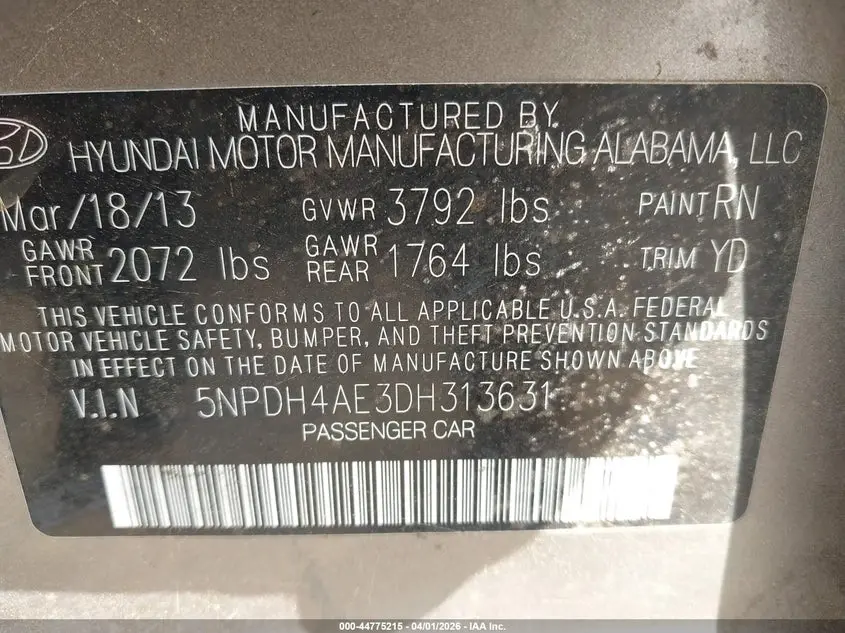 MANUFACTURED BY
HYUNDAI MOTOR MANUFACTURING ALABAMA, LLC
Mar/18/13 GVWR 3792 lbs PAINT RN
GAWR FRONT 2072 lbs GAWR REAR 1764 lbs TRIM YD
THIS VEHICLE CONFORMS TO ALL APPLICABLE U.S.A. FEDERAL
MOTOR VEHICLE SAFETY, BUMPER, AND THEFT PREVENTION STANDARDS
IN EFFECT ON THE DATE OF MANUFACTURE SHOWN ABOVE
V.I.N 5NPDH4AE3DH313631
PASSENGER CAR
000-44775215 - 04/01/2026 - IAA Inc.